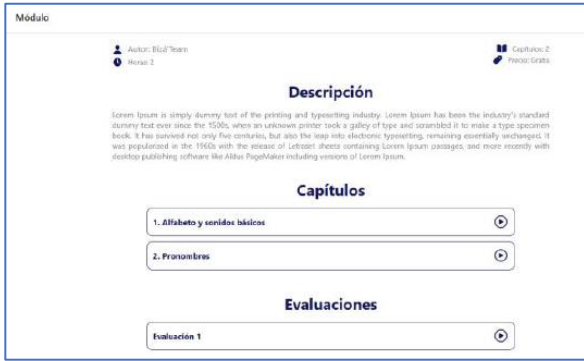 Módulo
Autor: Bizil Team
Capítulos: 2
Horas: 2
Precio: Gratis
Descripción
Lorem Ipsum is simply dummy text of the printing and typesetting industry. Lorem Ipsum has been the industry's standard
dummy text ever since the 1500s, when an unknown printer took a galley of type and scrambled it to make a type specimen
book. It has survived not only five centuries, but also the leap into electronic typesetting, remaining essentially unchanged. It
was popularised in the 1960s with the release of Letraset sheets containing Lorem Ipsum passages, and more recently with
desktop publishing software like Aldus PageMaker including versions of Lorem Ipsum.
Capítulos
1. Alfabeto y sonidos básicos
2. Pronombres
Evaluaciones
Evaluación 1